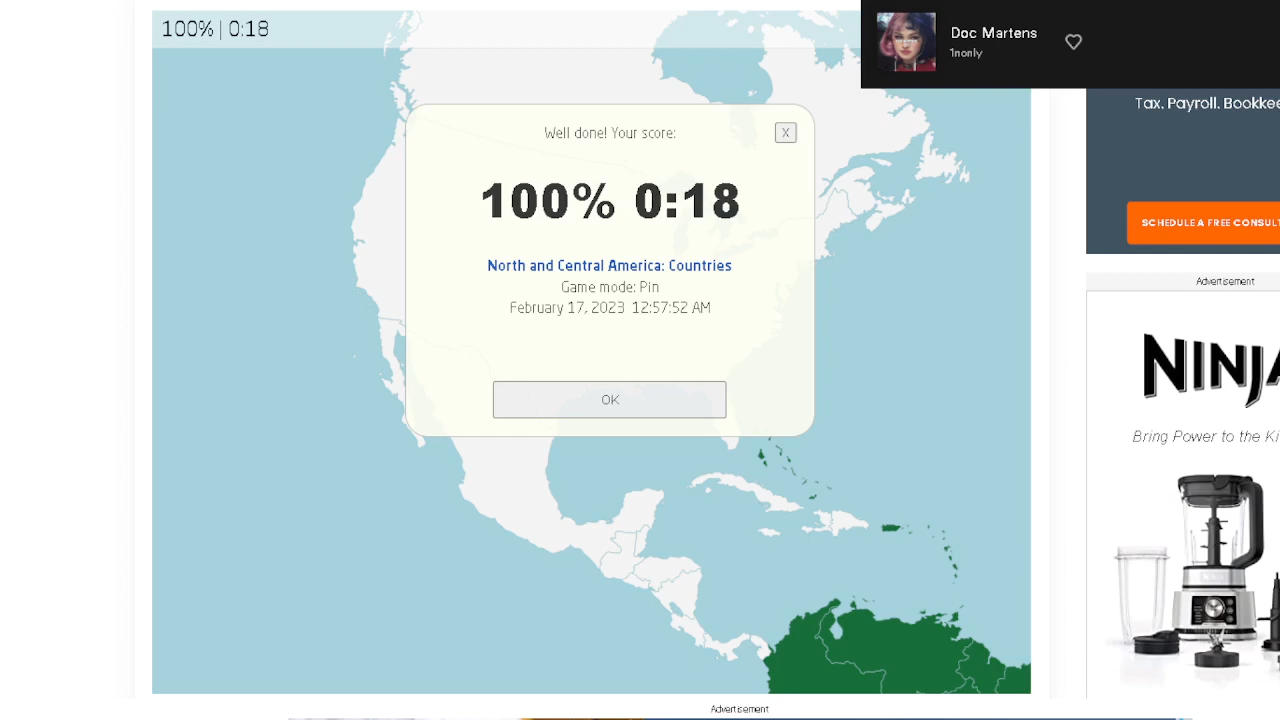 100% | 0:18
Doc Martens
1nonly
Well done! Your score:
X
100% 0:18
North and Central America: Countries
Game mode: Pin
February 17, 2023 12:57:52 AM
OK
Tax. Payroll. Bookkee
SCHEDULE A FREE CONSULT
Advertisement
NINJA
Bring Power to the Ki
Advertisement